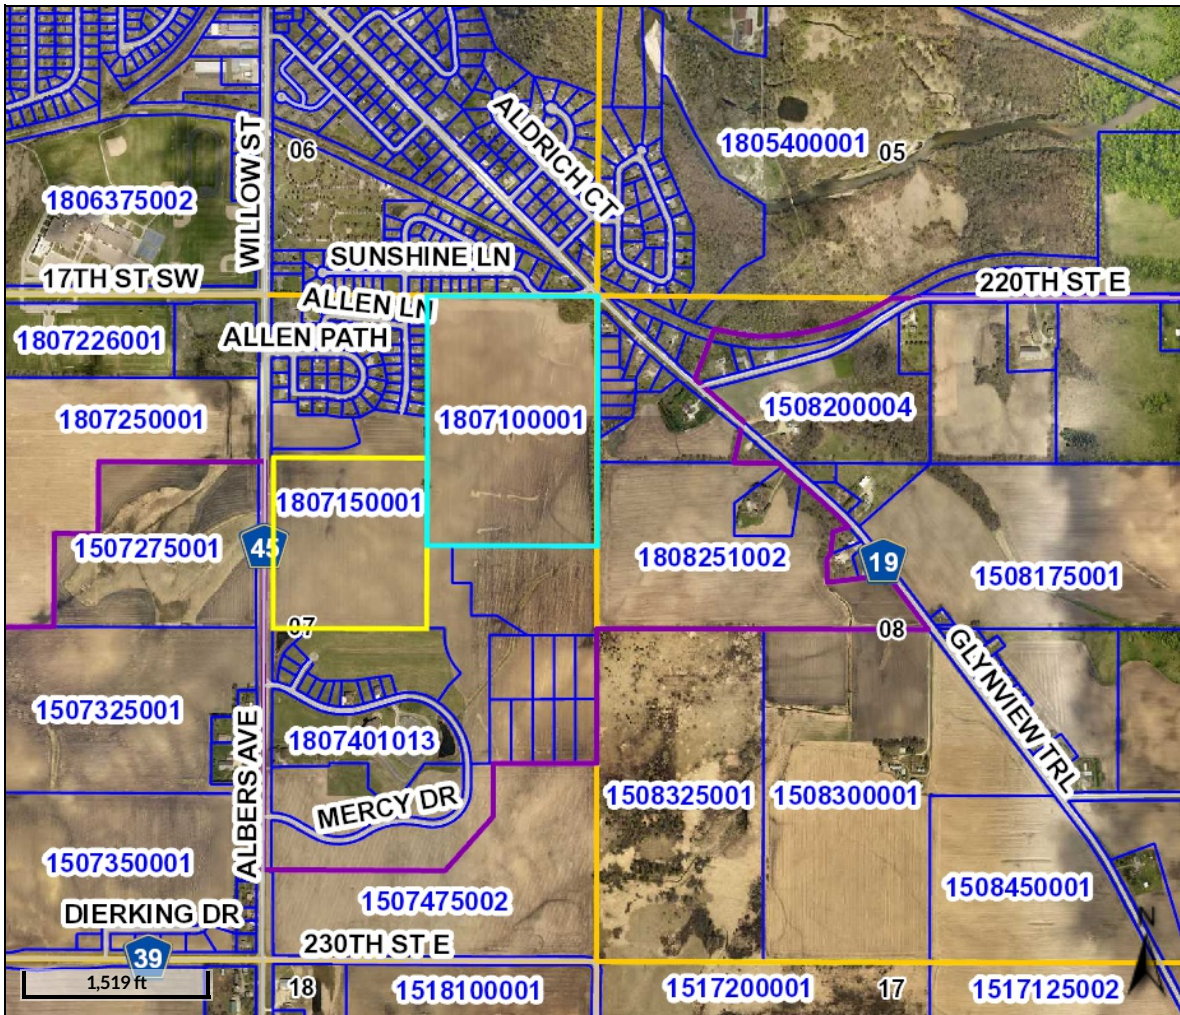 ALDRICH CT
1805400001
05
WILLOW ST
06
1806375002
SUNSHINE LN
17TH ST SW
220TH ST E
ALLEN LN
1807226001
ALLEN PATH
1807250001
1807100001
1508200004
1807150001
1507275001
45
1808251002
19
1508175001
07
08
GLYNVIEW TRL
1507325001
1807401013
ALBERS AVE
MERCY DR
1508325001
1508300001
1507350001
1508450001
1507475002
DIERKING DR
N
230TH ST E
39
1,519 ft
18
1518100001
1517200001
17
1517125002